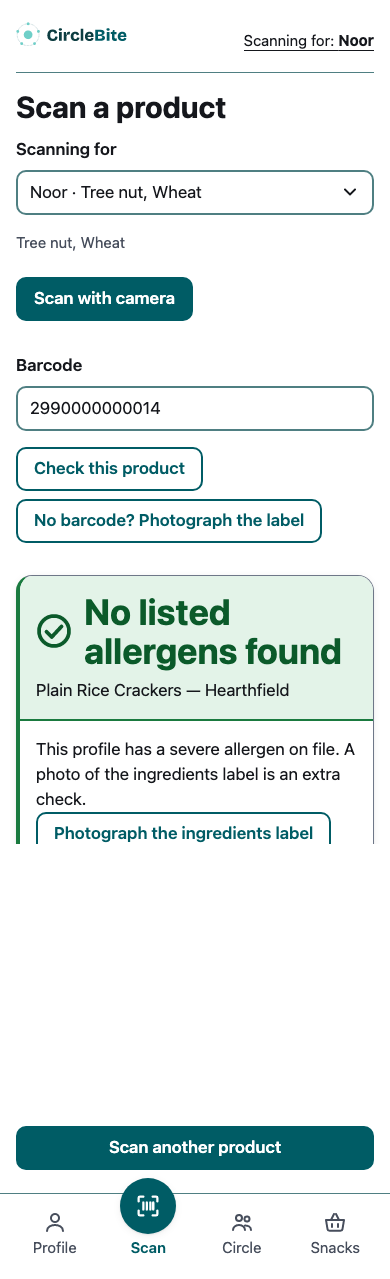 CircleBite
Scanning for: Noor
Scan a product
Scanning for
Noor · Tree nut, Wheat
Tree nut, Wheat
Scan with camera
Barcode
2990000000014
Check this product
No barcode? Photograph the label
No listed
allergens found
Plain Rice Crackers — Hearthfield
This profile has a severe allergen on file. A
photo of the ingredients label is an extra
check.
Photograph the ingredients label
Scan another product
Profile
Scan
Circle
Snacks